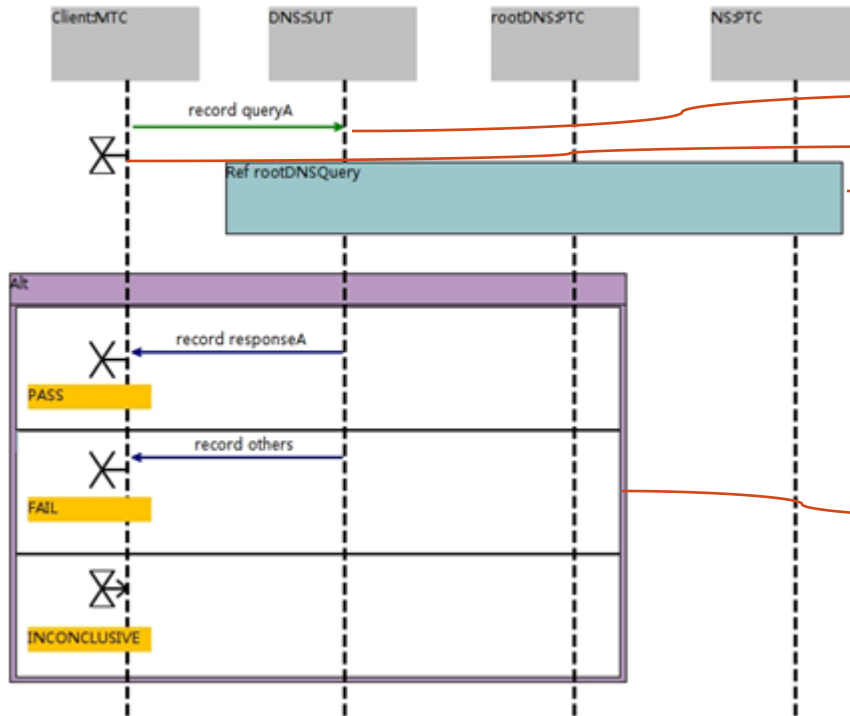 Client:MTC
DNS:SUT
rootDNS:PTC
NS:PTC
record queryA
Ref rootDNSQuery
Alt
record responseA
PASS
record others
FAIL
INCONCLUSIVE